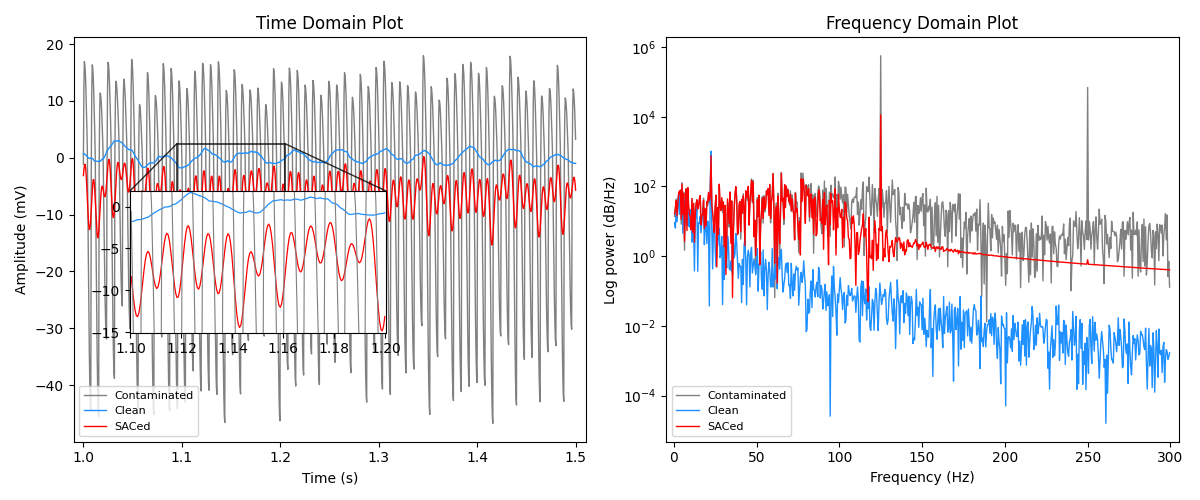 Time Domain Plot
Amplitude (mV)
20
10
0
−10
−20
−30
−40
0
−5
−10
−15
1.10 1.12 1.14 1.16 1.18 1.20
Contaminated
Clean
SACed
1.0 1.1 1.2 1.3 1.4 1.5
Time (s)
Frequency Domain Plot
Log power (dB/Hz)
10^6
10^4
10^2
10^0
10^−2
10^−4
Contaminated
Clean
SACed
0 50 100 150 200 250 300
Frequency (Hz)